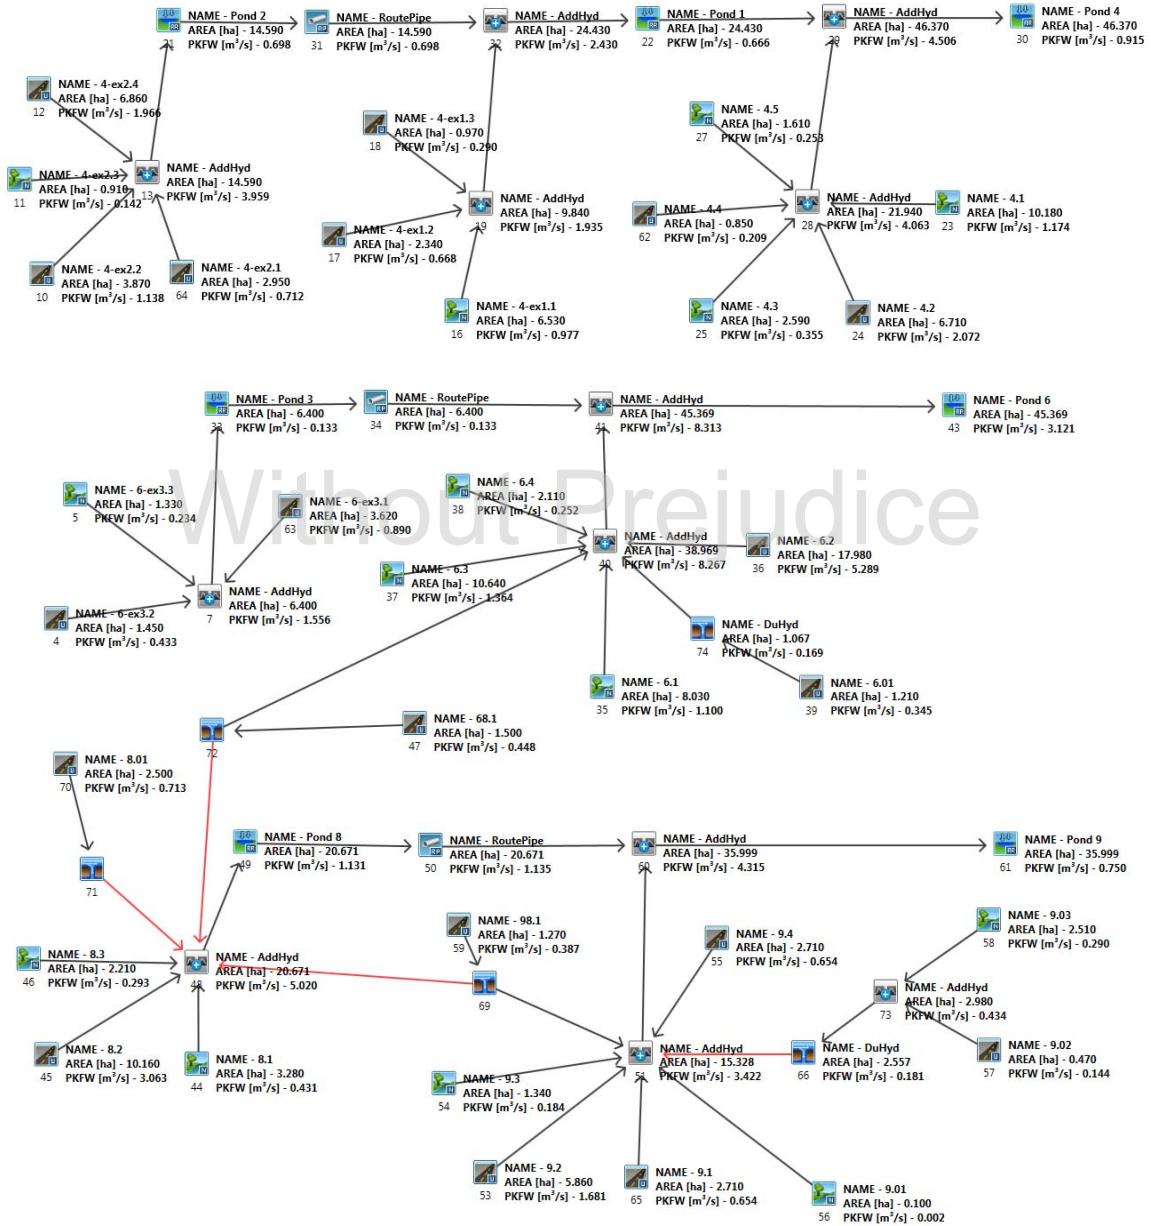 NAME - Pond 2
AREA [ha] - 14.590
PKFW [m³/s] - 0.698
21
NAME - RoutePipe
AREA [ha] - 14.590
PKFW [m³/s] - 0.698
31
NAME - AddHyd
AREA [ha] - 24.430
PKFW [m³/s] - 2.430
32
NAME - Pond 1
AREA [ha] - 24.430
PKFW [m³/s] - 0.666
22
NAME - AddHyd
AREA [ha] - 46.370
PKFW [m³/s] - 4.506
29
NAME - Pond 4
AREA [ha] - 46.370
PKFW [m³/s] - 0.915
30
NAME - 4-ex2.4
AREA [ha] - 6.860
PKFW [m³/s] - 1.966
12
NAME - 4-ex1.3
AREA [ha] - 0.970
PKFW [m³/s] - 0.290
18
NAME - 4.5
AREA [ha] - 1.610
PKFW [m³/s] - 0.253
27
NAME - 4-ex2.3
AREA [ha] - 0.910
PKFW [m³/s] - 0.142
11
NAME - AddHyd
AREA [ha] - 14.590
PKFW [m³/s] - 3.959
13
NAME - AddHyd
AREA [ha] - 9.840
PKFW [m³/s] - 1.935
19
NAME - 4.4
AREA [ha] - 0.850
PKFW [m³/s] - 0.209
62
NAME - AddHyd
AREA [ha] - 21.940
PKFW [m³/s] - 4.063
28
NAME - 4.1
AREA [ha] - 10.180
PKFW [m³/s] - 1.174
23
NAME - 4-ex1.2
AREA [ha] - 2.340
PKFW [m³/s] - 0.668
17
NAME - 4-ex2.2
AREA [ha] - 3.870
PKFW [m³/s] - 1.138
10
NAME - 4-ex2.1
AREA [ha] - 2.950
PKFW [m³/s] - 0.712
64
NAME - 4-ex1.1
AREA [ha] - 6.530
PKFW [m³/s] - 0.977
16
NAME - 4.3
AREA [ha] - 2.590
PKFW [m³/s] - 0.355
25
NAME - 4.2
AREA [ha] - 6.710
PKFW [m³/s] - 2.072
24
NAME - Pond 3
AREA [ha] - 6.400
PKFW [m³/s] - 0.133
33
NAME - RoutePipe
AREA [ha] - 6.400
PKFW [m³/s] - 0.133
34
NAME - AddHyd
AREA [ha] - 45.369
PKFW [m³/s] - 8.313
41
NAME - Pond 6
AREA [ha] - 45.369
PKFW [m³/s] - 3.121
43
Without Prejudice
NAME - 6-ex3.3
AREA [ha] - 1.330
PKFW [m³/s] - 0.234
5
NAME - 6-ex3.1
AREA [ha] - 3.620
PKFW [m³/s] - 0.890
63
NAME - 6.4
AREA [ha] - 2.110
PKFW [m³/s] - 0.252
38
NAME - AddHyd
AREA [ha] - 38.969
PKFW [m³/s] - 8.267
40
NAME - 6.2
AREA [ha] - 17.980
PKFW [m³/s] - 5.289
36
NAME - 6.3
AREA [ha] - 10.640
PKFW [m³/s] - 1.364
37
NAME - AddHyd
AREA [ha] - 6.400
PKFW [m³/s] - 1.556
7
NAME - 6-ex3.2
AREA [ha] - 1.450
PKFW [m³/s] - 0.433
4
NAME - DuHyd
AREA [ha] - 1.067
PKFW [m³/s] - 0.169
74
NAME - 6.1
AREA [ha] - 8.030
PKFW [m³/s] - 1.100
35
NAME - 6.01
AREA [ha] - 1.210
PKFW [m³/s] - 0.345
39
72
NAME - 68.1
AREA [ha] - 1.500
PKFW [m³/s] - 0.448
47
NAME - 8.01
AREA [ha] - 2.500
PKFW [m³/s] - 0.713
70
NAME - Pond 8
AREA [ha] - 20.671
PKFW [m³/s] - 1.131
49
NAME - RoutePipe
AREA [ha] - 20.671
PKFW [m³/s] - 1.135
50
NAME - AddHyd
AREA [ha] - 35.999
PKFW [m³/s] - 4.315
60
NAME - Pond 9
AREA [ha] - 35.999
PKFW [m³/s] - 0.750
61
71
NAME - 98.1
AREA [ha] - 1.270
PKFW [m³/s] - 0.387
59
NAME - 9.4
AREA [ha] - 2.710
PKFW [m³/s] - 0.654
55
NAME - 9.03
AREA [ha] - 2.510
PKFW [m³/s] - 0.290
58
NAME - 8.3
AREA [ha] - 2.210
PKFW [m³/s] - 0.293
46
NAME - AddHyd
AREA [ha] - 20.671
PKFW [m³/s] - 5.020
48
69
NAME - AddHyd
AREA [ha] - 2.980
PKFW [m³/s] - 0.434
73
NAME - 8.2
AREA [ha] - 10.160
PKFW [m³/s] - 3.063
45
NAME - 8.1
AREA [ha] - 3.280
PKFW [m³/s] - 0.431
44
NAME - AddHyd
AREA [ha] - 15.328
PKFW [m³/s] - 3.422
51
NAME - DuHyd
AREA [ha] - 2.557
PKFW [m³/s] - 0.181
66
NAME - 9.02
AREA [ha] - 0.470
PKFW [m³/s] - 0.144
57
NAME - 9.3
AREA [ha] - 1.340
PKFW [m³/s] - 0.184
54
NAME - 9.2
AREA [ha] - 5.860
PKFW [m³/s] - 1.681
53
NAME - 9.1
AREA [ha] - 2.710
PKFW [m³/s] - 0.654
65
NAME - 9.01
AREA [ha] - 0.100
PKFW [m³/s] - 0.002
56